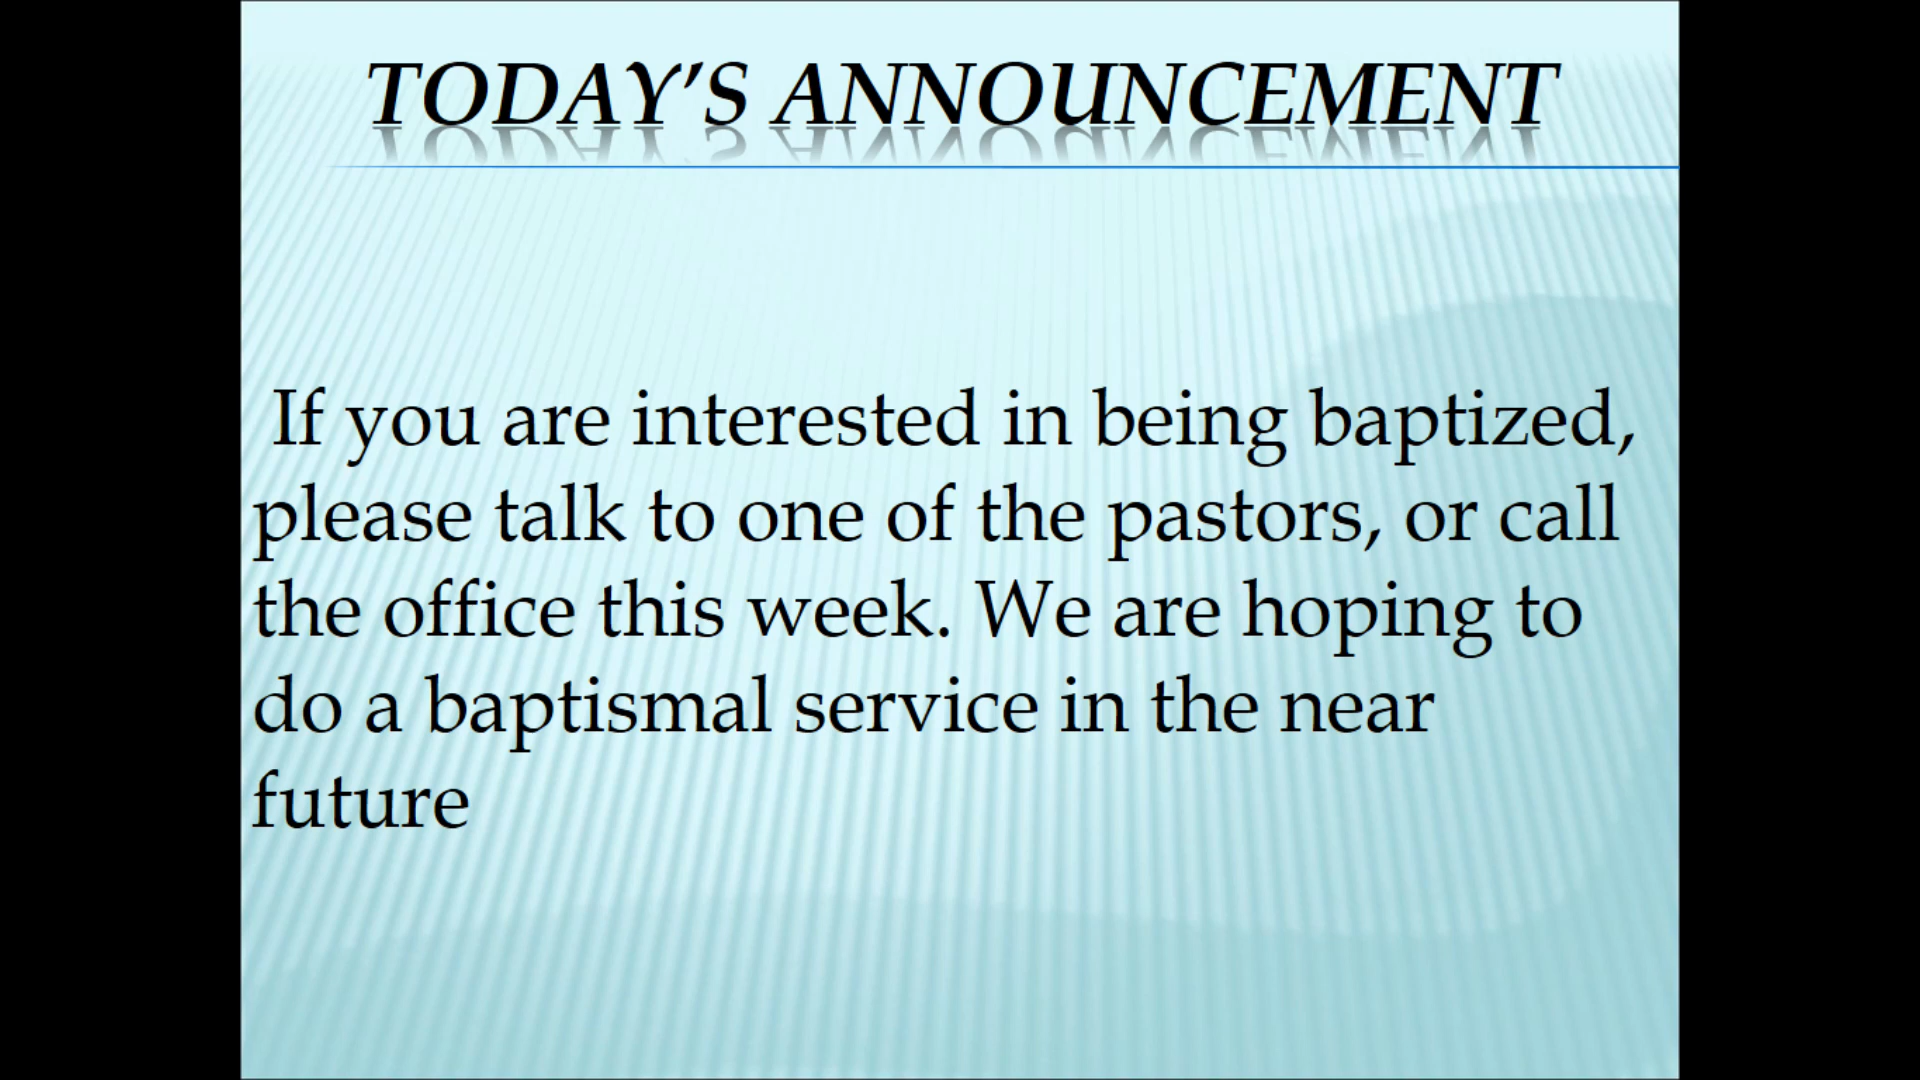 TODAY’S ANNOUNCEMENT
If you are interested in being baptized,
please talk to one of the pastors, or call
the office this week. We are hoping to
do a baptismal service in the near
future